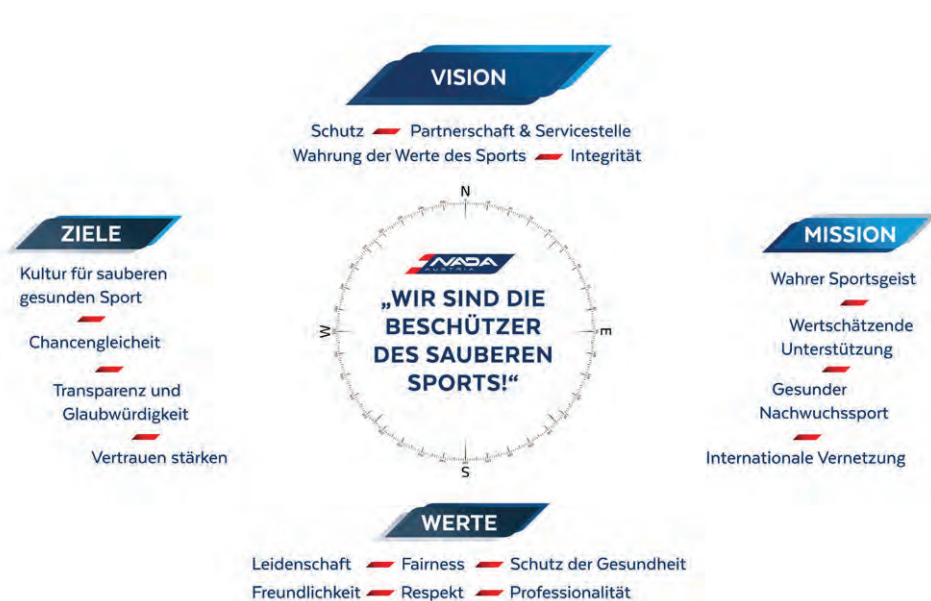 VISION
Schutz Partnerschaft & Servicestelle
Wahrung der Werte des Sports Integrität
N
ZIELE
Kultur für sauberen
gesunden Sport
Chancengleicheit
Transparenz und
Glaubwürdigkeit
Vertrauen stärken
W
NADA
AUSTRIA
„WIR SIND DIE
BESCHÜTZER
DES SAUBEREN
SPORTS!“
E
S
MISSION
Wahrer Sportsgeist
Wertschätzende
Unterstützung
Gesunder
Nachwuchssport
Internationale Vernetzung
WERTE
Leidenschaft Fairness Schutz der Gesundheit
Freundlichkeit Respekt Professionalität